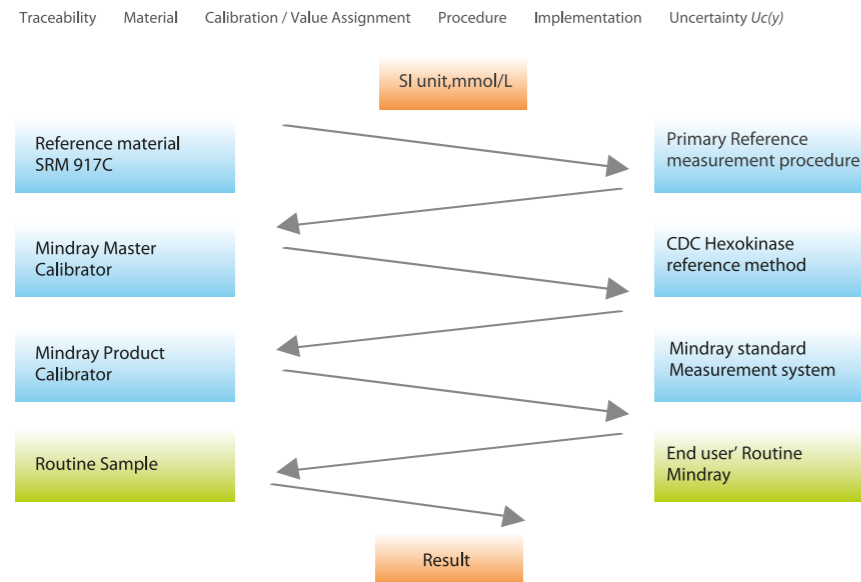 Traceability Material Calibration / Value Assignment Procedure Implementation Uncertainty Uc(y)
SI unit,mmol/L
Reference material
SRM 917C
Primary Reference
measurement procedure
Mindray Master
Calibrator
CDC Hexokinase
reference method
Mindray Product
Calibrator
Mindray standard
Measurement system
Routine Sample
End user' Routine
Mindray
Result